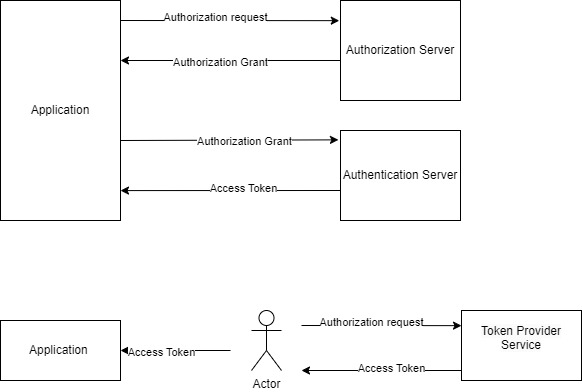 Authorization request
Authorization Server
Authorization Grant
Application
Authorization Grant
Authentication Server
Access Token
Authorization request
Token Provider
Service
Application
Access Token
Access Token
Actor